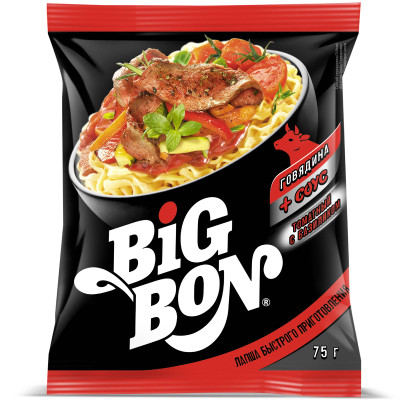 BiG
BON®
ГОВЯДИНА
+ СОУС
ТОМАТНЫЙ
С БАЗИЛИКОМ
ЛАПША БЫСТРОГО ПРИГОТОВЛЕНИЯ
75 г